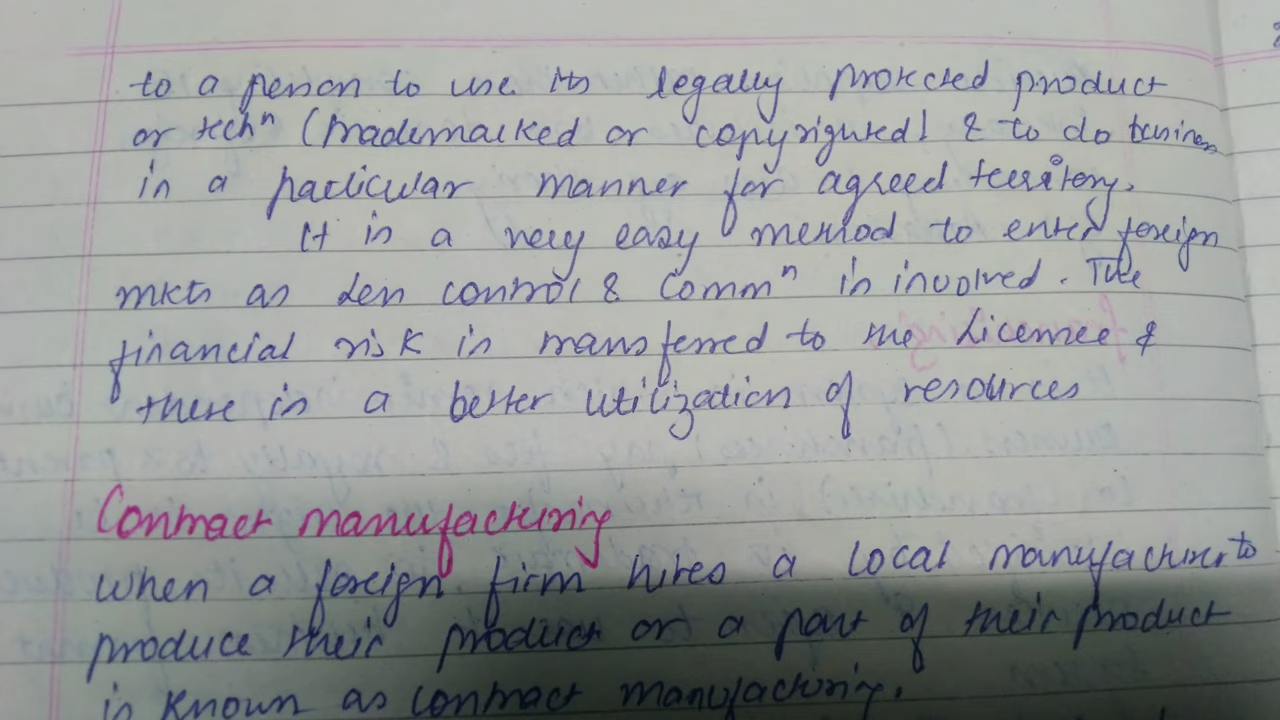 to a person to use its legally protected product
or techⁿ (trademarked or copyrighted) & to do business
in a particular manner for agreed territory.
It is a very easy method to enter foreign
mkts as less control & Commⁿ is involved. The
financial risk is transferred to the Licensee &
there is a better utilization of resources
Contract manufacturing
when a foreign firm hires a local manufacturer to
produce their product or a part of their product
is known as contract manufacturing.